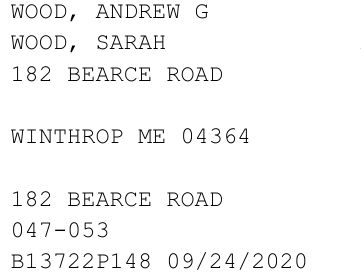 WOOD, ANDREW G
WOOD, SARAH
182 BEARCE ROAD
WINTHROP ME 04364
182 BEARCE ROAD
047-053
B13722P148 09/24/2020